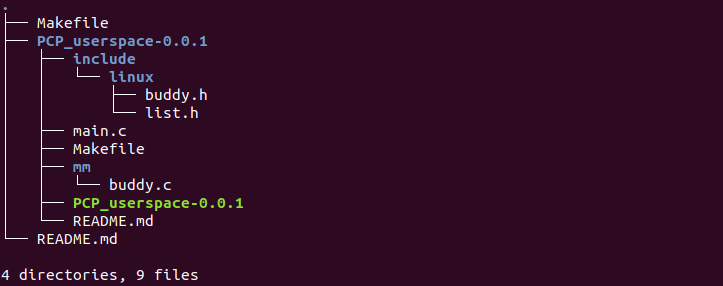 .
├── Makefile
├── PCP_userspace-0.0.1
│   ├── include
│   │   └── linux
│   │       ├── buddy.h
│   │       └── list.h
│   ├── main.c
│   ├── Makefile
│   ├── mm
│   │   └── buddy.c
│   ├── PCP_userspace-0.0.1
│   └── README.md
└── README.md

4 directories, 9 files